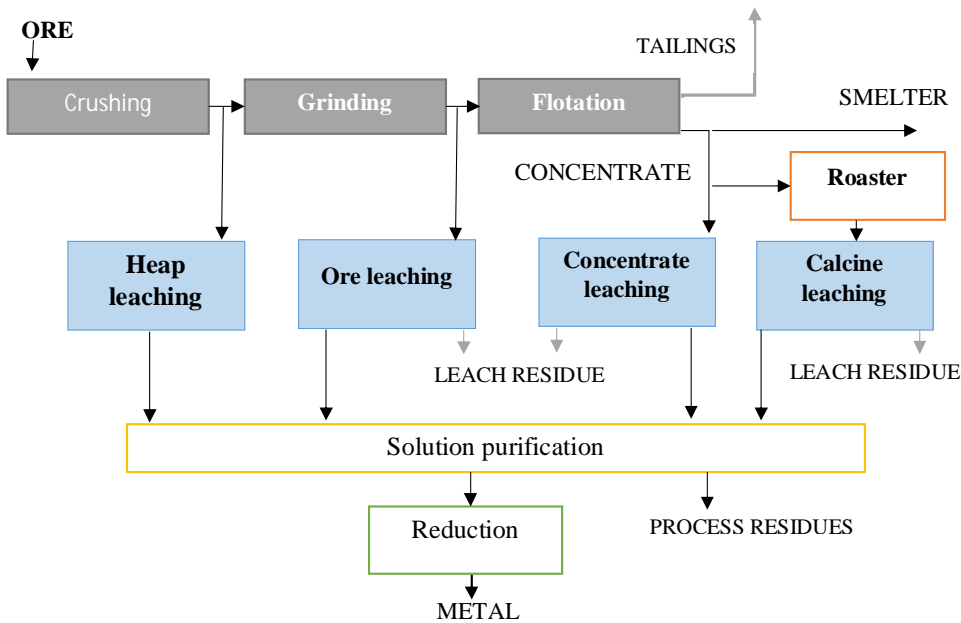 ORE
TAILINGS
Crushing
Grinding
Flotation
SMELTER
CONCENTRATE
Roaster
Heap
leaching
Ore leaching
Concentrate
leaching
Calcine
leaching
LEACH RESIDUE
LEACH RESIDUE
Solution purification
Reduction
PROCESS RESIDUES
METAL